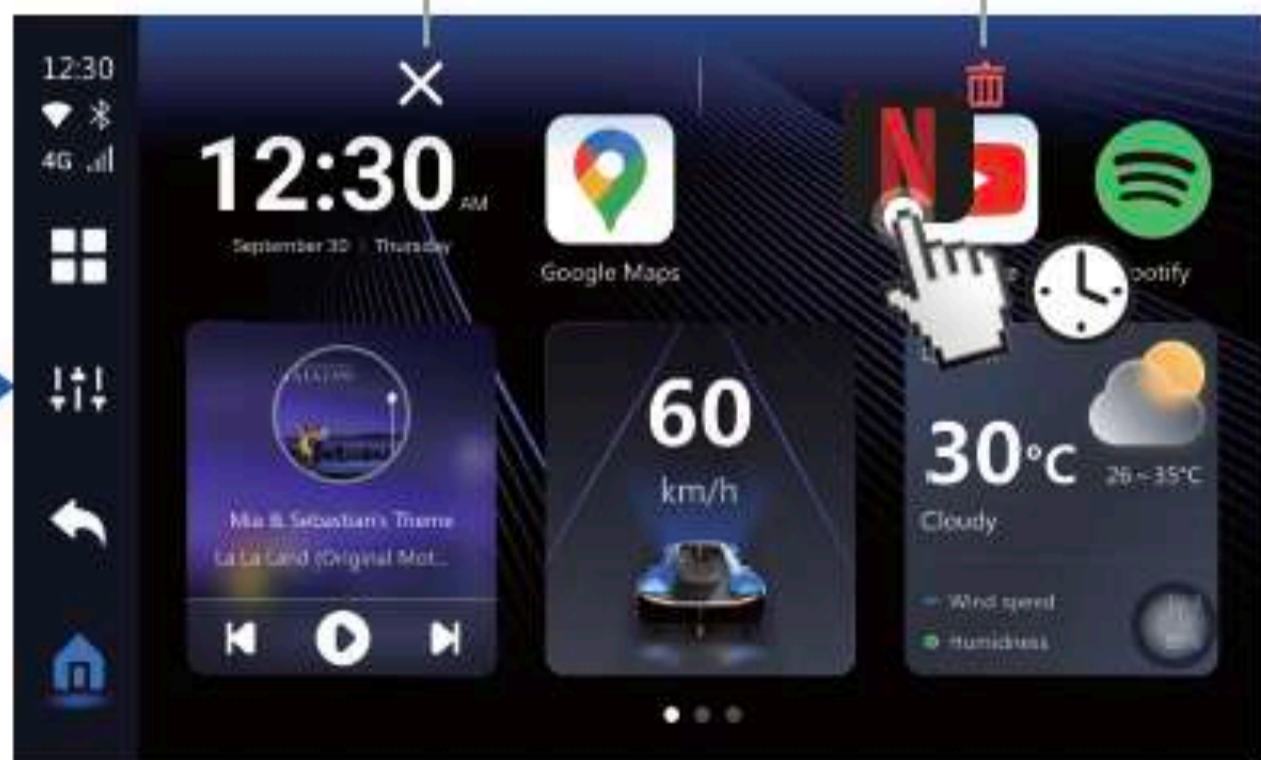 12:30
4G
12:30 AM
September 30 Thursday
Google Maps
N
potify
60
km/h
30°C
26 ~ 35°C
Cloudy
Mia & Sebastian's Theme
La La Land (Original Mot...
Wind speed
Humidness